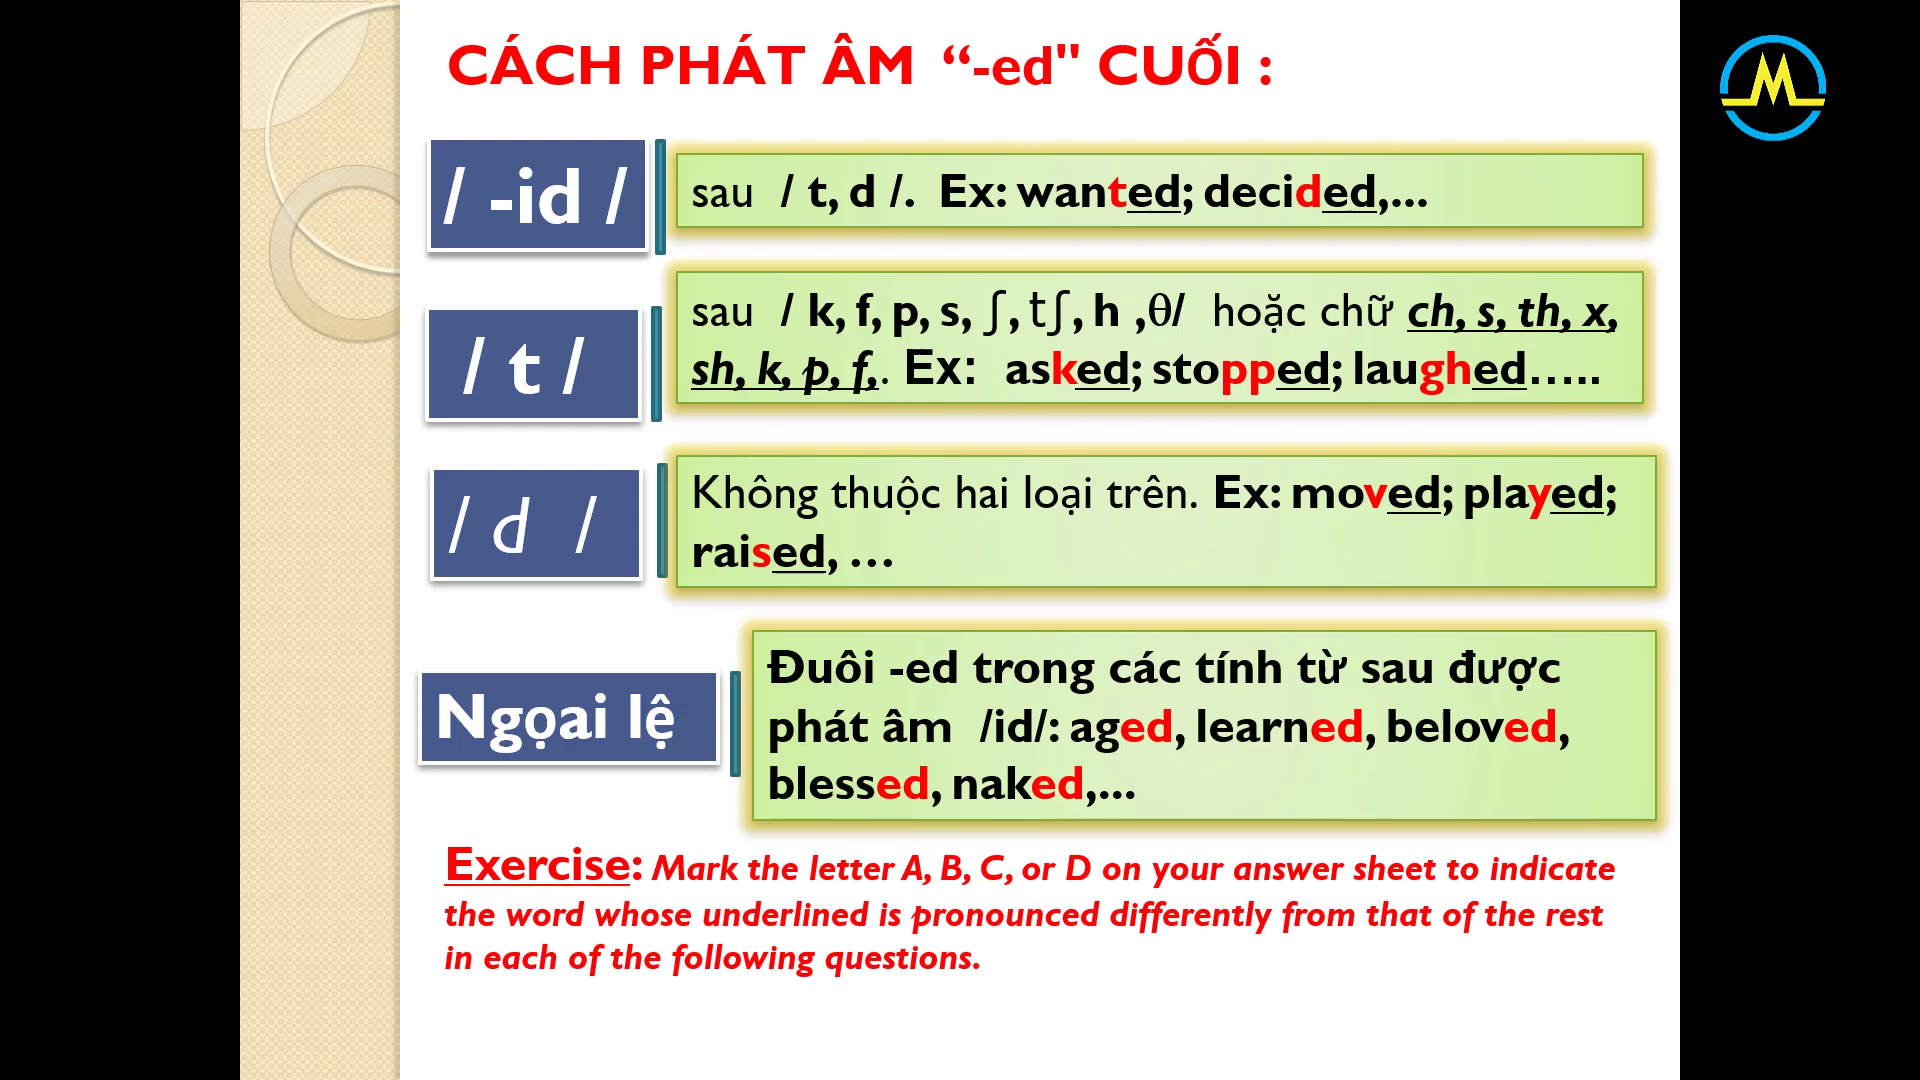 CÁCH PHÁT ÂM “-ed" CUỐI :
/ -id /
sau / t, d /. Ex: wanted; decided,...
/ t /
sau / k, f, p, s, ʃ, tʃ, h ,θ/ hoặc chữ ch, s, th, x,
sh, k, p, f,. Ex: asked; stopped; laughed…..
/ d /
Không thuộc hai loại trên. Ex: moved; played;
raised, …
Ngọai lệ
Đuôi -ed trong các tính từ sau được
phát âm /id/: aged, learned, beloved,
blessed, naked,...
Exercise: Mark the letter A, B, C, or D on your answer sheet to indicate
the word whose underlined is pronounced differently from that of the rest
in each of the following questions.